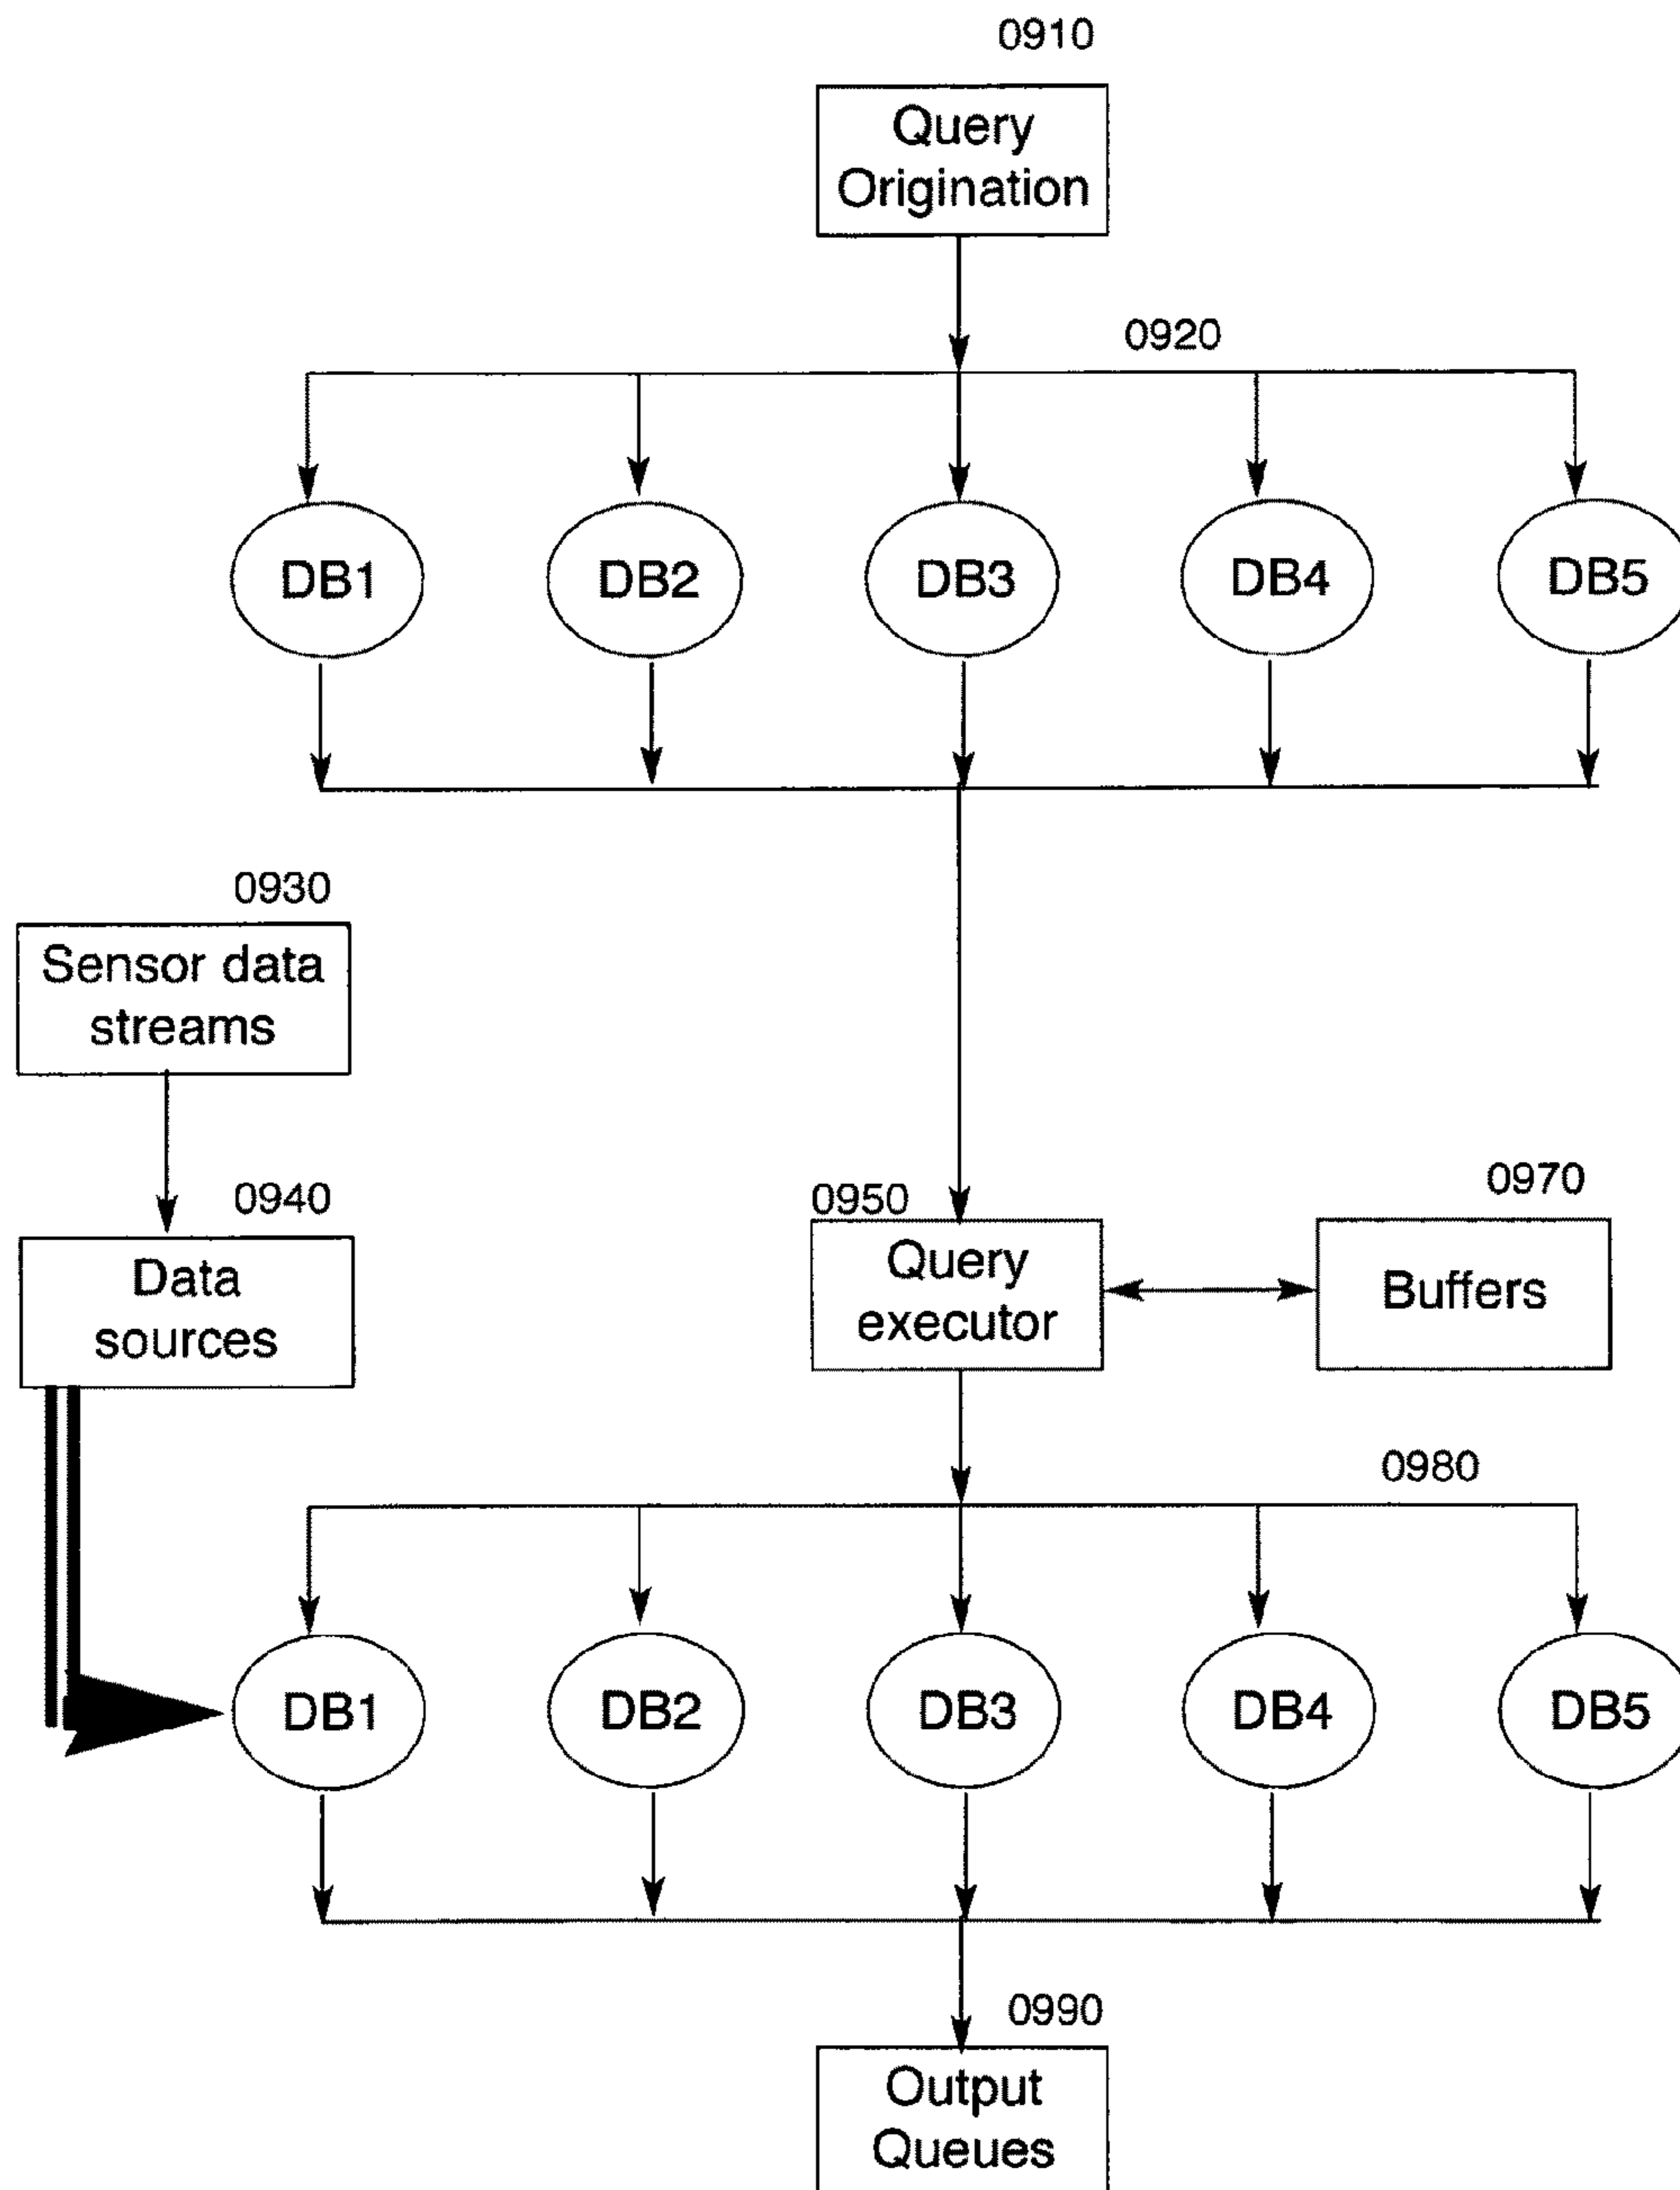 0910
Query
Origination
0920
DB1 DB2 DB3 DB4 DB5
0930
Sensor data
streams
0940
Data
sources
0950
Query
executor
0970
Buffers
0980
DB1 DB2 DB3 DB4 DB5
0990
Output
Queues